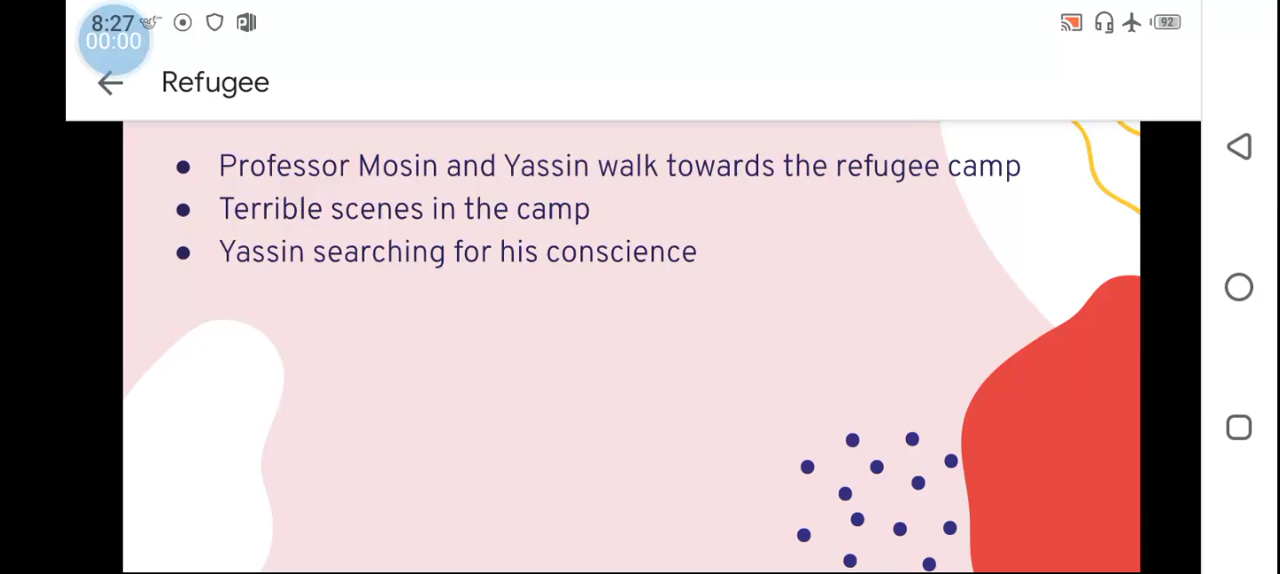 8:27
00:00
92
Refugee
● Professor Mosin and Yassin walk towards the refugee camp
● Terrible scenes in the camp
● Yassin searching for his conscience